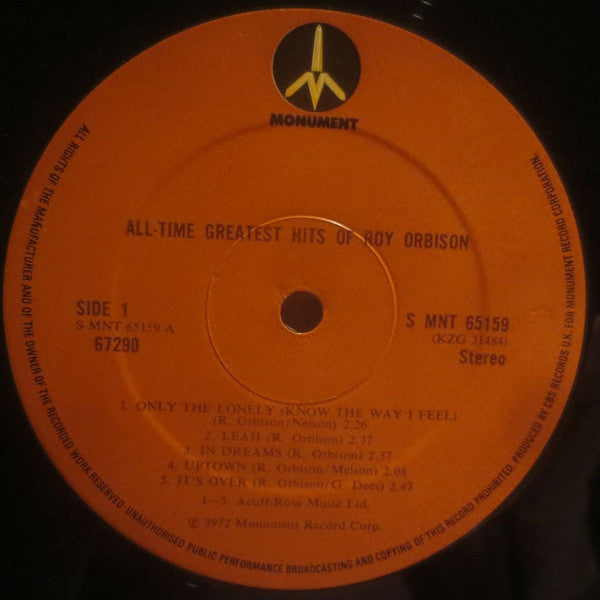 MONUMENT
ALL-TIME GREATEST HITS OF ROY ORBISON
SIDE 1
S MNT 65159 A
67290
S MNT 65159
(KZG 31484)
Stereo
1. ONLY THE LONELY (KNOW THE WAY I FEEL)
(R. Orbison/Nelson) 2.26
2. LEAH (R. Orbison) 2.37
3. IN DREAMS (R. Orbison) 2.37
4. UPTOWN (R. Orbison/Melson) 2.08
5. IT'S OVER (R. Orbison/G. Dees) 2.47
1—5. Acuff-Rose Music Ltd.
℗ 1972 Monument Record Corp.
ALL RIGHTS OF THE MANUFACTURER AND OF THE OWNER OF THE RECORDED WORK RESERVED. UNAUTHORISED PUBLIC PERFORMANCE BROADCASTING AND COPYING OF THIS RECORD PROHIBITED. PRODUCED BY CBS RECORDS U.K. FOR MONUMENT RECORD CORPORATION.